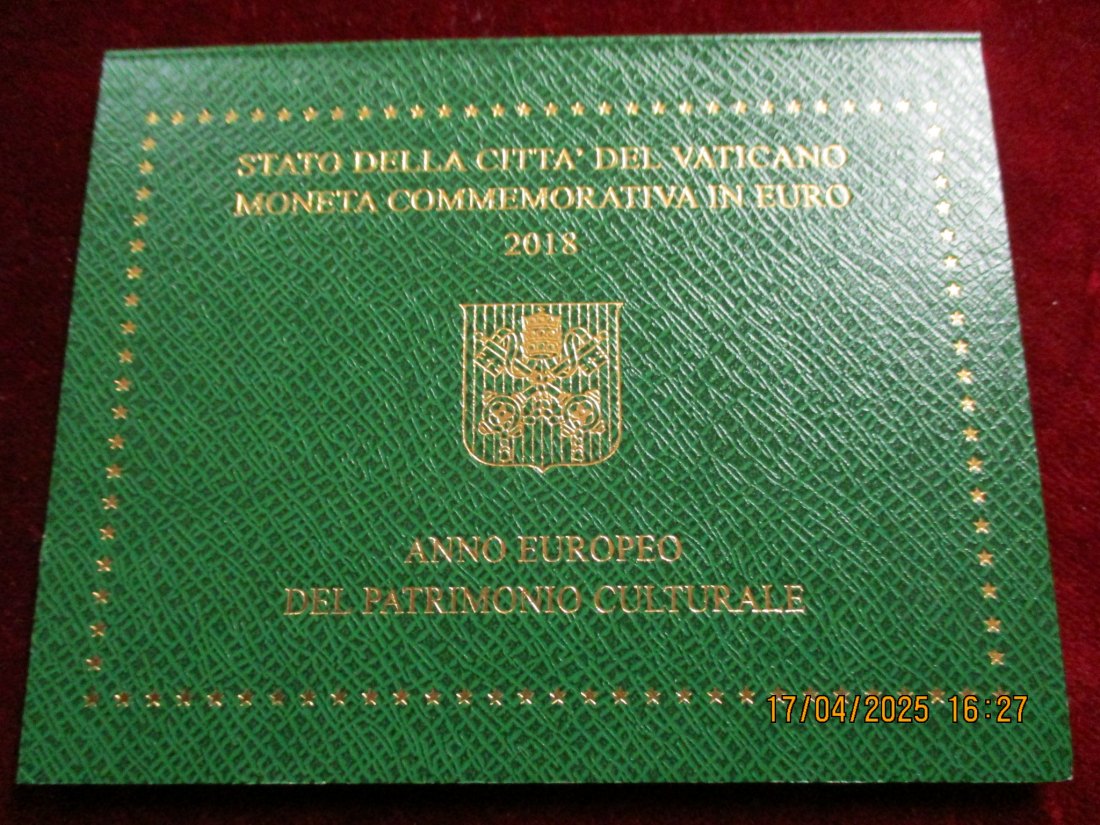 STATO DELLA CITTA' DEL VATICANO
MONETA COMMEMORATIVA IN EURO
2018
ANNO EUROPEO
DEL PATRIMONIO CULTURALE
17/04/2025 16:27